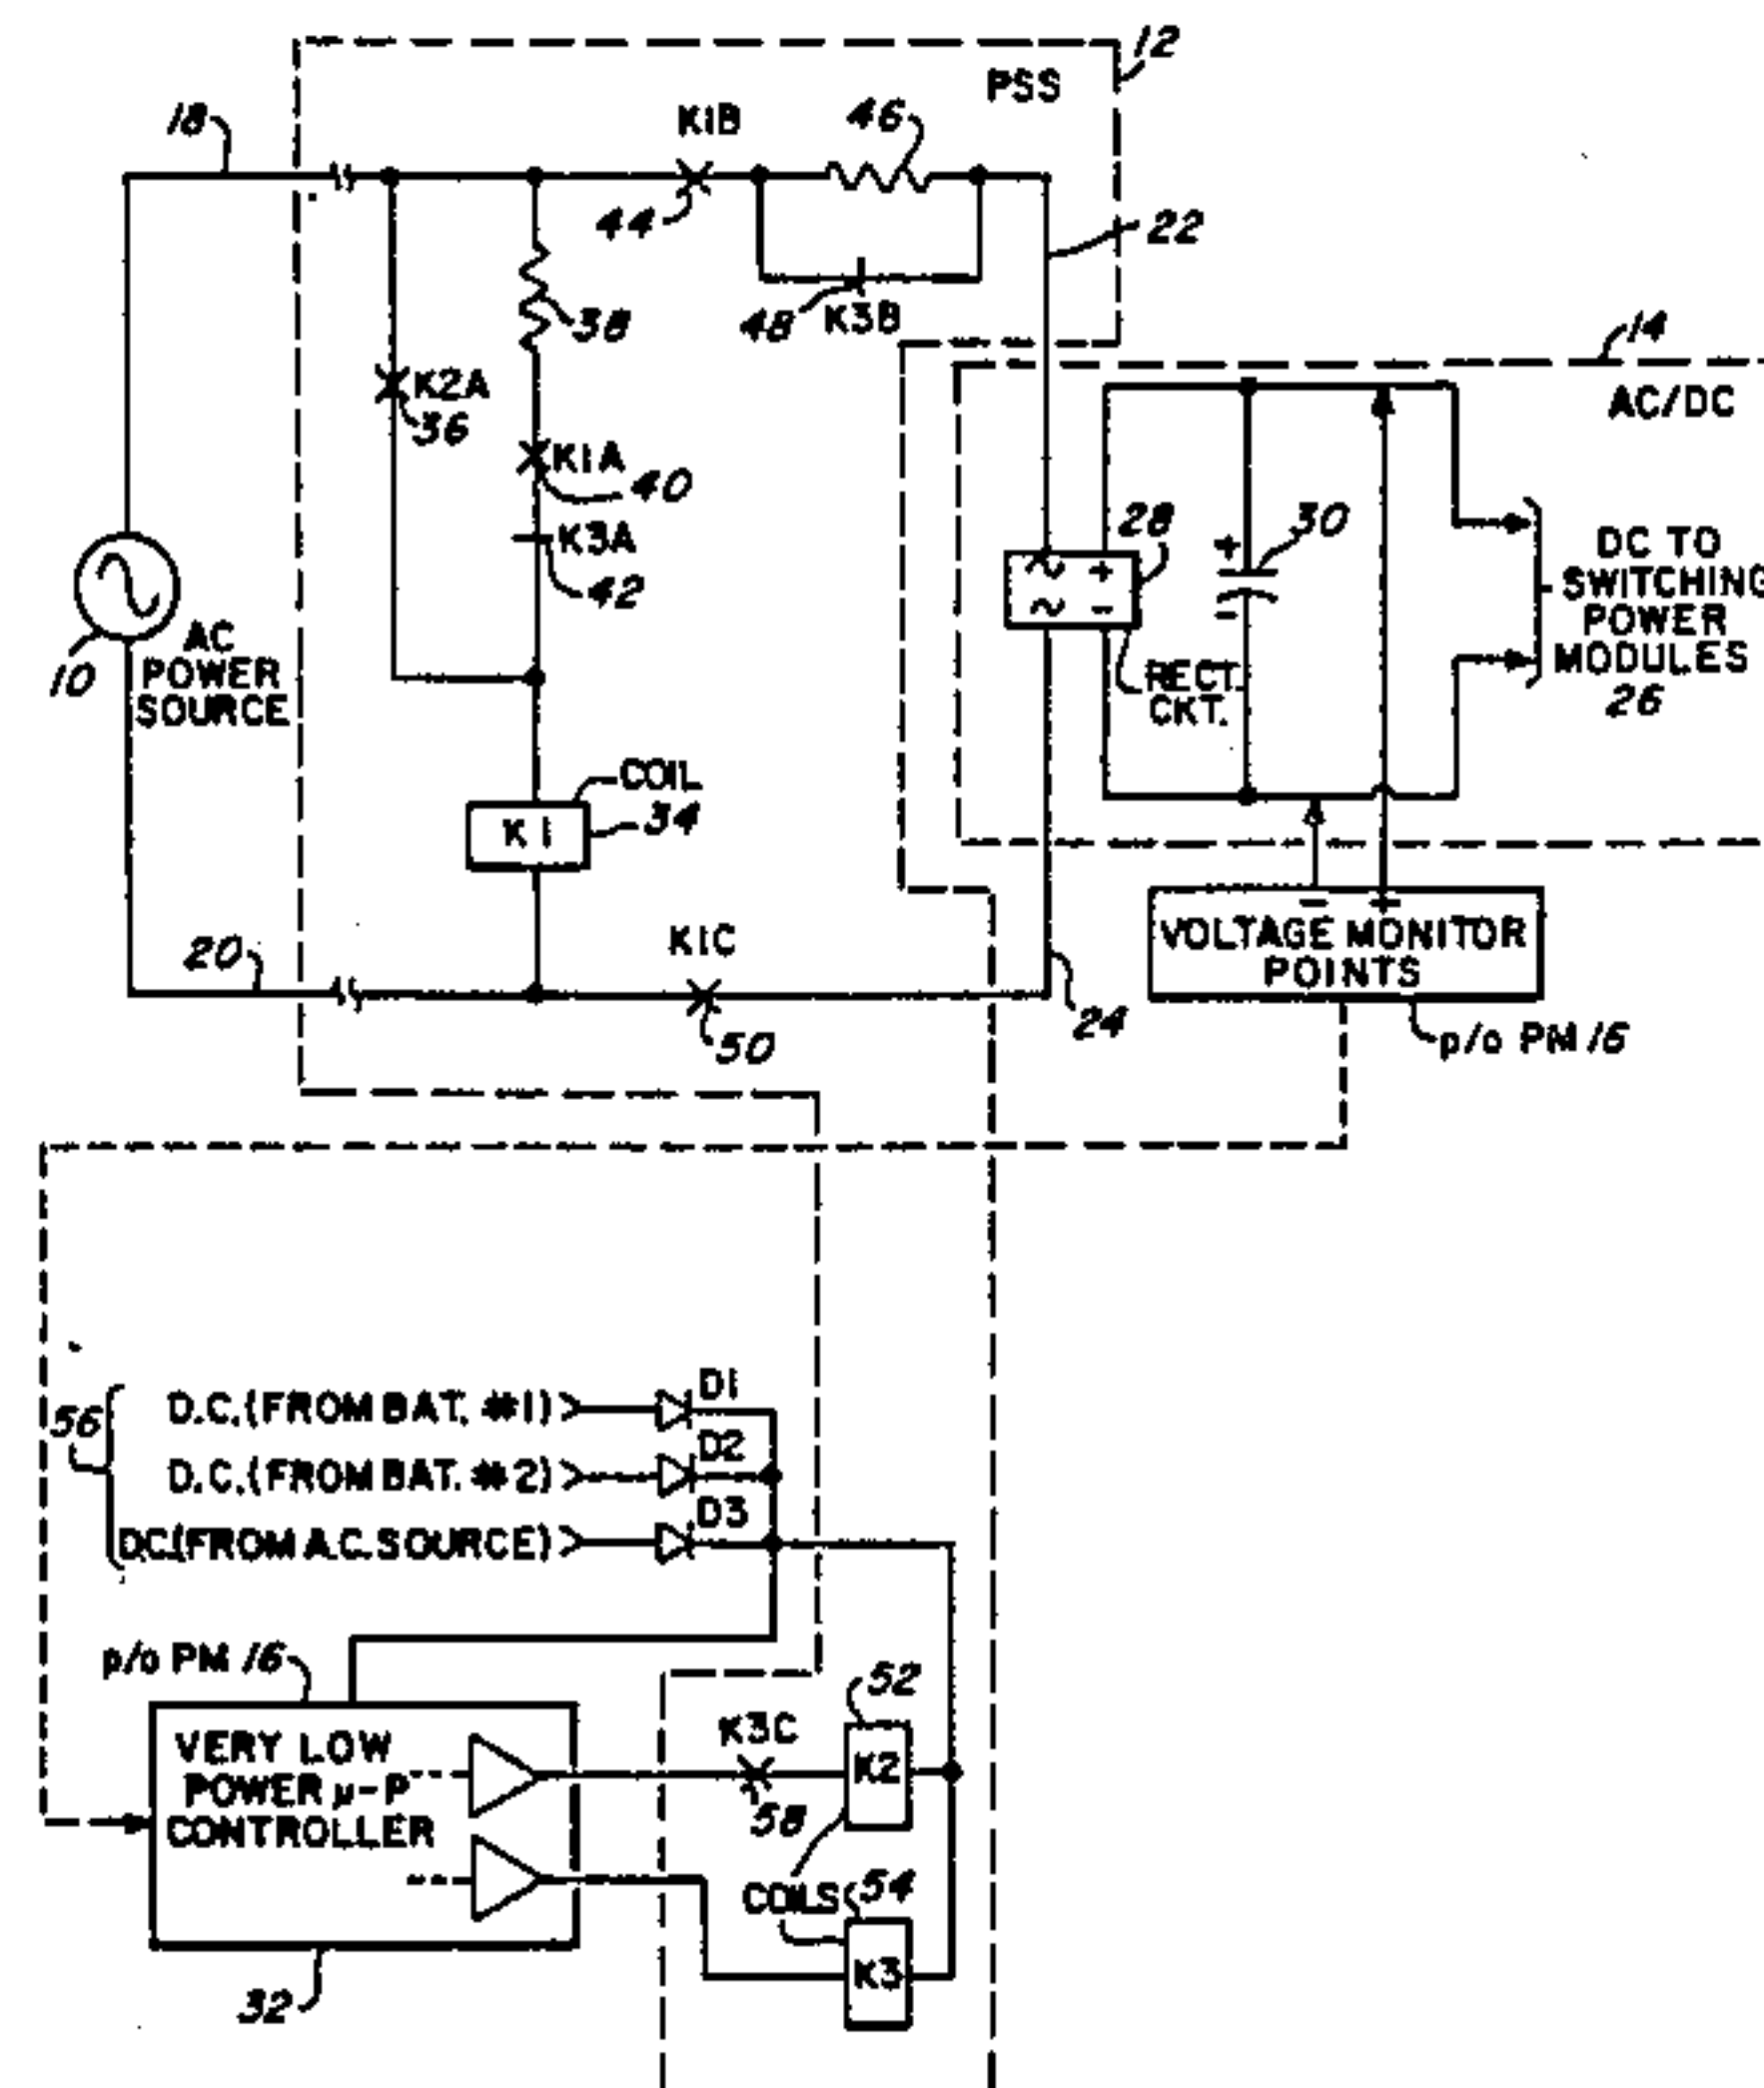 12
PSS
18
K1B
46
44
22
48 K3B
38
14
AC/DC
K2A
36
K1A
40
28
30
K3A
42
+ -
+
-
DC TO
SWITCHING
POWER
MODULES
26
10
AC
POWER
SOURCE
RECT.
CKT.
COIL
K1
34
20
K1C
50
24
- +
VOLTAGE MONITOR
POINTS
p/o PM 16
56
D.C.(FROM BAT. #1)
D1
D.C.(FROM BAT. #2)
D2
DC.(FROM A.C. SOURCE)
D3
p/o PM 16
52
VERY LOW
POWER μ-P
CONTROLLER
K3C
58
K2
COILS
54
K3
32